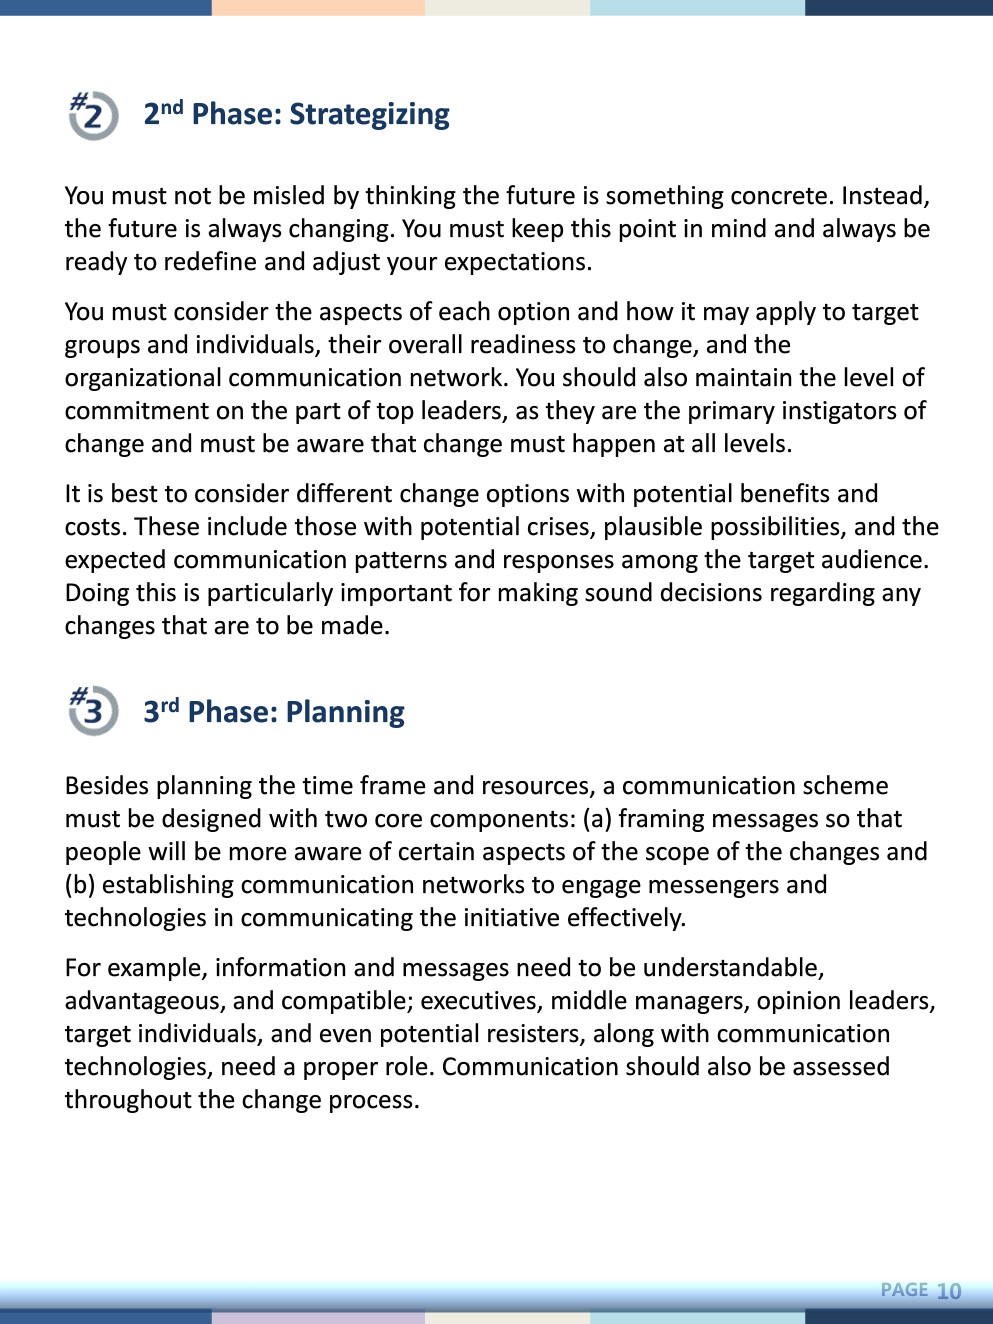 #2
2nd Phase: Strategizing
You must not be misled by thinking the future is something concrete. Instead,
the future is always changing. You must keep this point in mind and always be
ready to redefine and adjust your expectations.
You must consider the aspects of each option and how it may apply to target
groups and individuals, their overall readiness to change, and the
organizational communication network. You should also maintain the level of
commitment on the part of top leaders, as they are the primary instigators of
change and must be aware that change must happen at all levels.
It is best to consider different change options with potential benefits and
costs. These include those with potential crises, plausible possibilities, and the
expected communication patterns and responses among the target audience.
Doing this is particularly important for making sound decisions regarding any
changes that are to be made.
#3
3rd Phase: Planning
Besides planning the time frame and resources, a communication scheme
must be designed with two core components: (a) framing messages so that
people will be more aware of certain aspects of the scope of the changes and
(b) establishing communication networks to engage messengers and
technologies in communicating the initiative effectively.
For example, information and messages need to be understandable,
advantageous, and compatible; executives, middle managers, opinion leaders,
target individuals, and even potential resisters, along with communication
technologies, need a proper role. Communication should also be assessed
throughout the change process.
PAGE 10